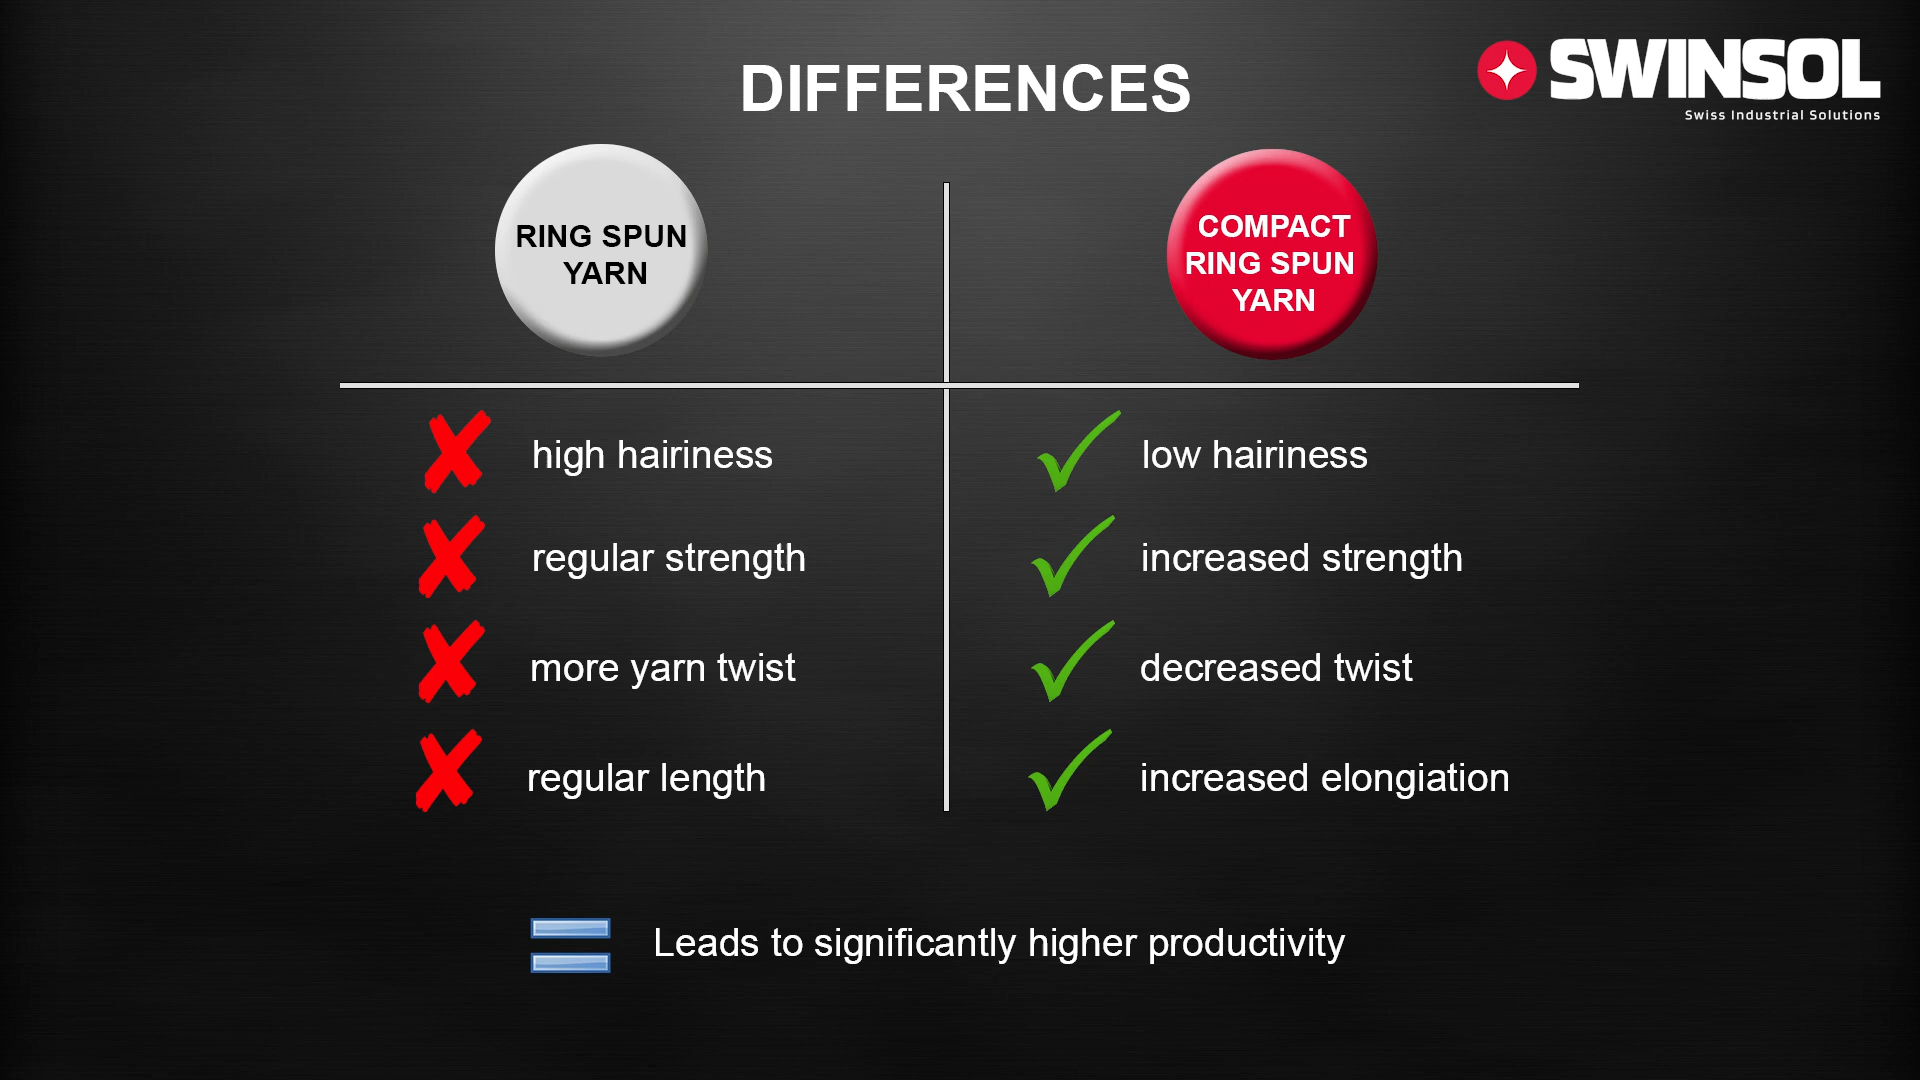 DIFFERENCES
SWINSOL
Swiss Industrial Solutions
RING SPUN
YARN
COMPACT
RING SPUN
YARN
high hairiness
low hairiness
regular strength
increased strength
more yarn twist
decreased twist
regular length
increased elongiation
Leads to significantly higher productivity